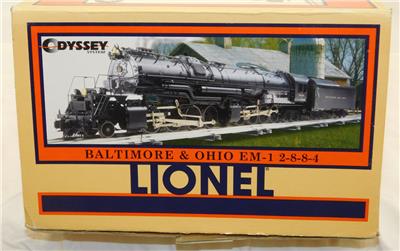 ODYSSEY
SYSTEM
BALTIMORE & OHIO EM-1 2-8-8-4
LIONEL